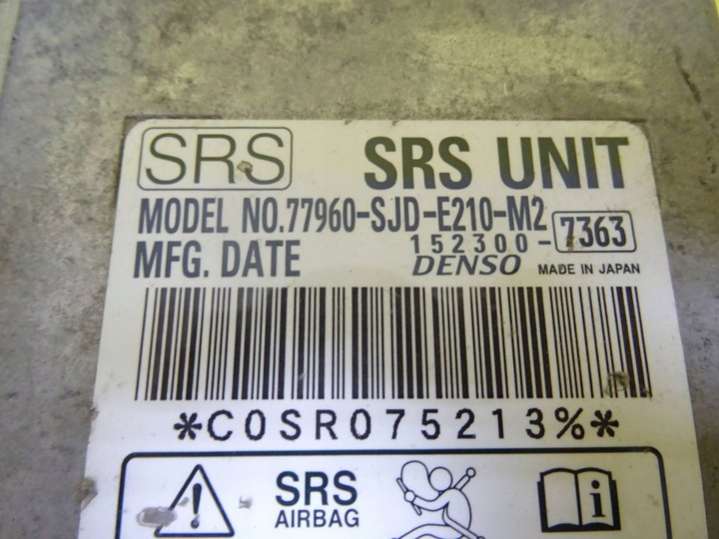 SRS SRS UNIT
MODEL NO.77960-SJD-E210-M2
152300-7363
MFG. DATE DENSO MADE IN JAPAN
*C0SR075213%*
SRS
AIRBAG